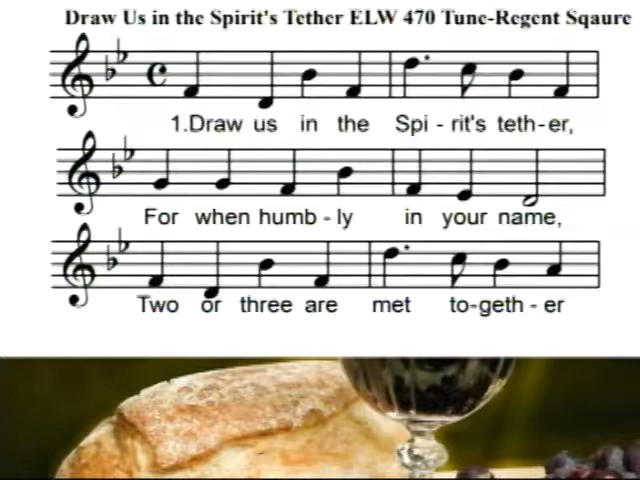 Draw Us in the Spirit's Tether ELW 470 Tune-Regent Sqaure
1.Draw us in the Spi - rit's teth-er,
For when humb - ly in your name,
Two or three are met to-geth - er